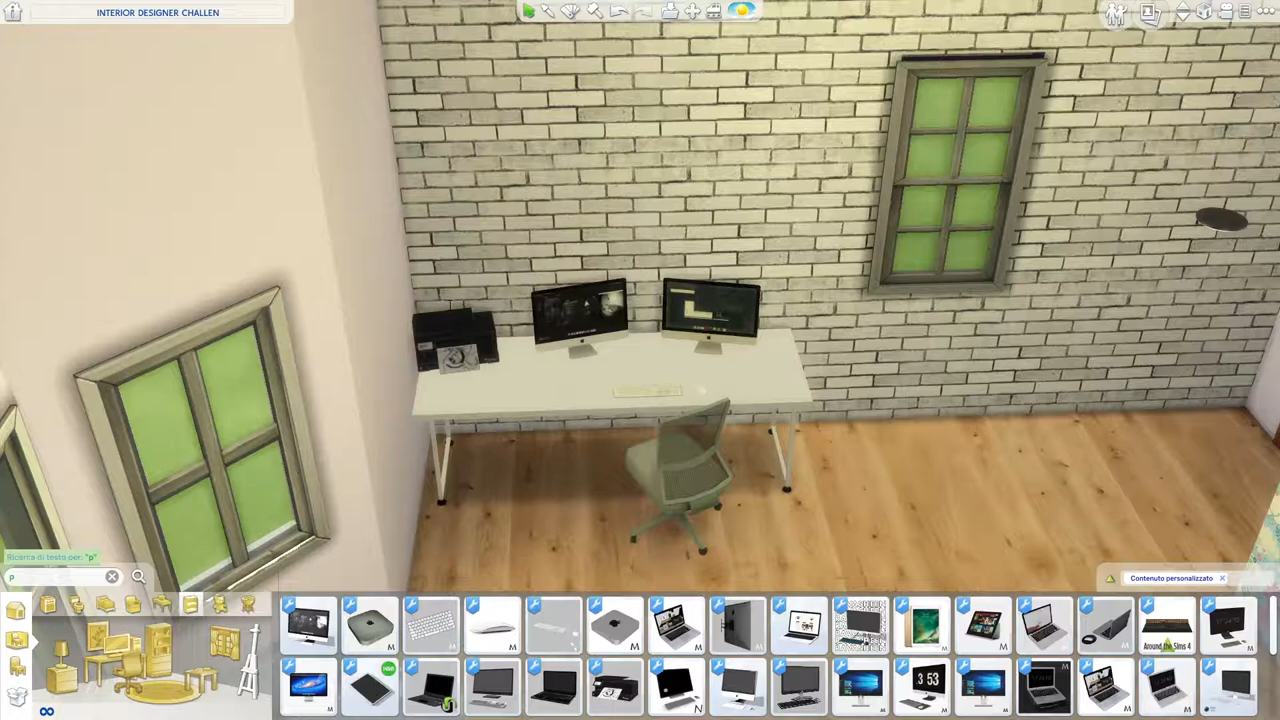 INTERIOR DESIGNER CHALLEN
Ricerca di testo per: "p"
p
Contenuto personalizzato
Around the Sims 4
3 53